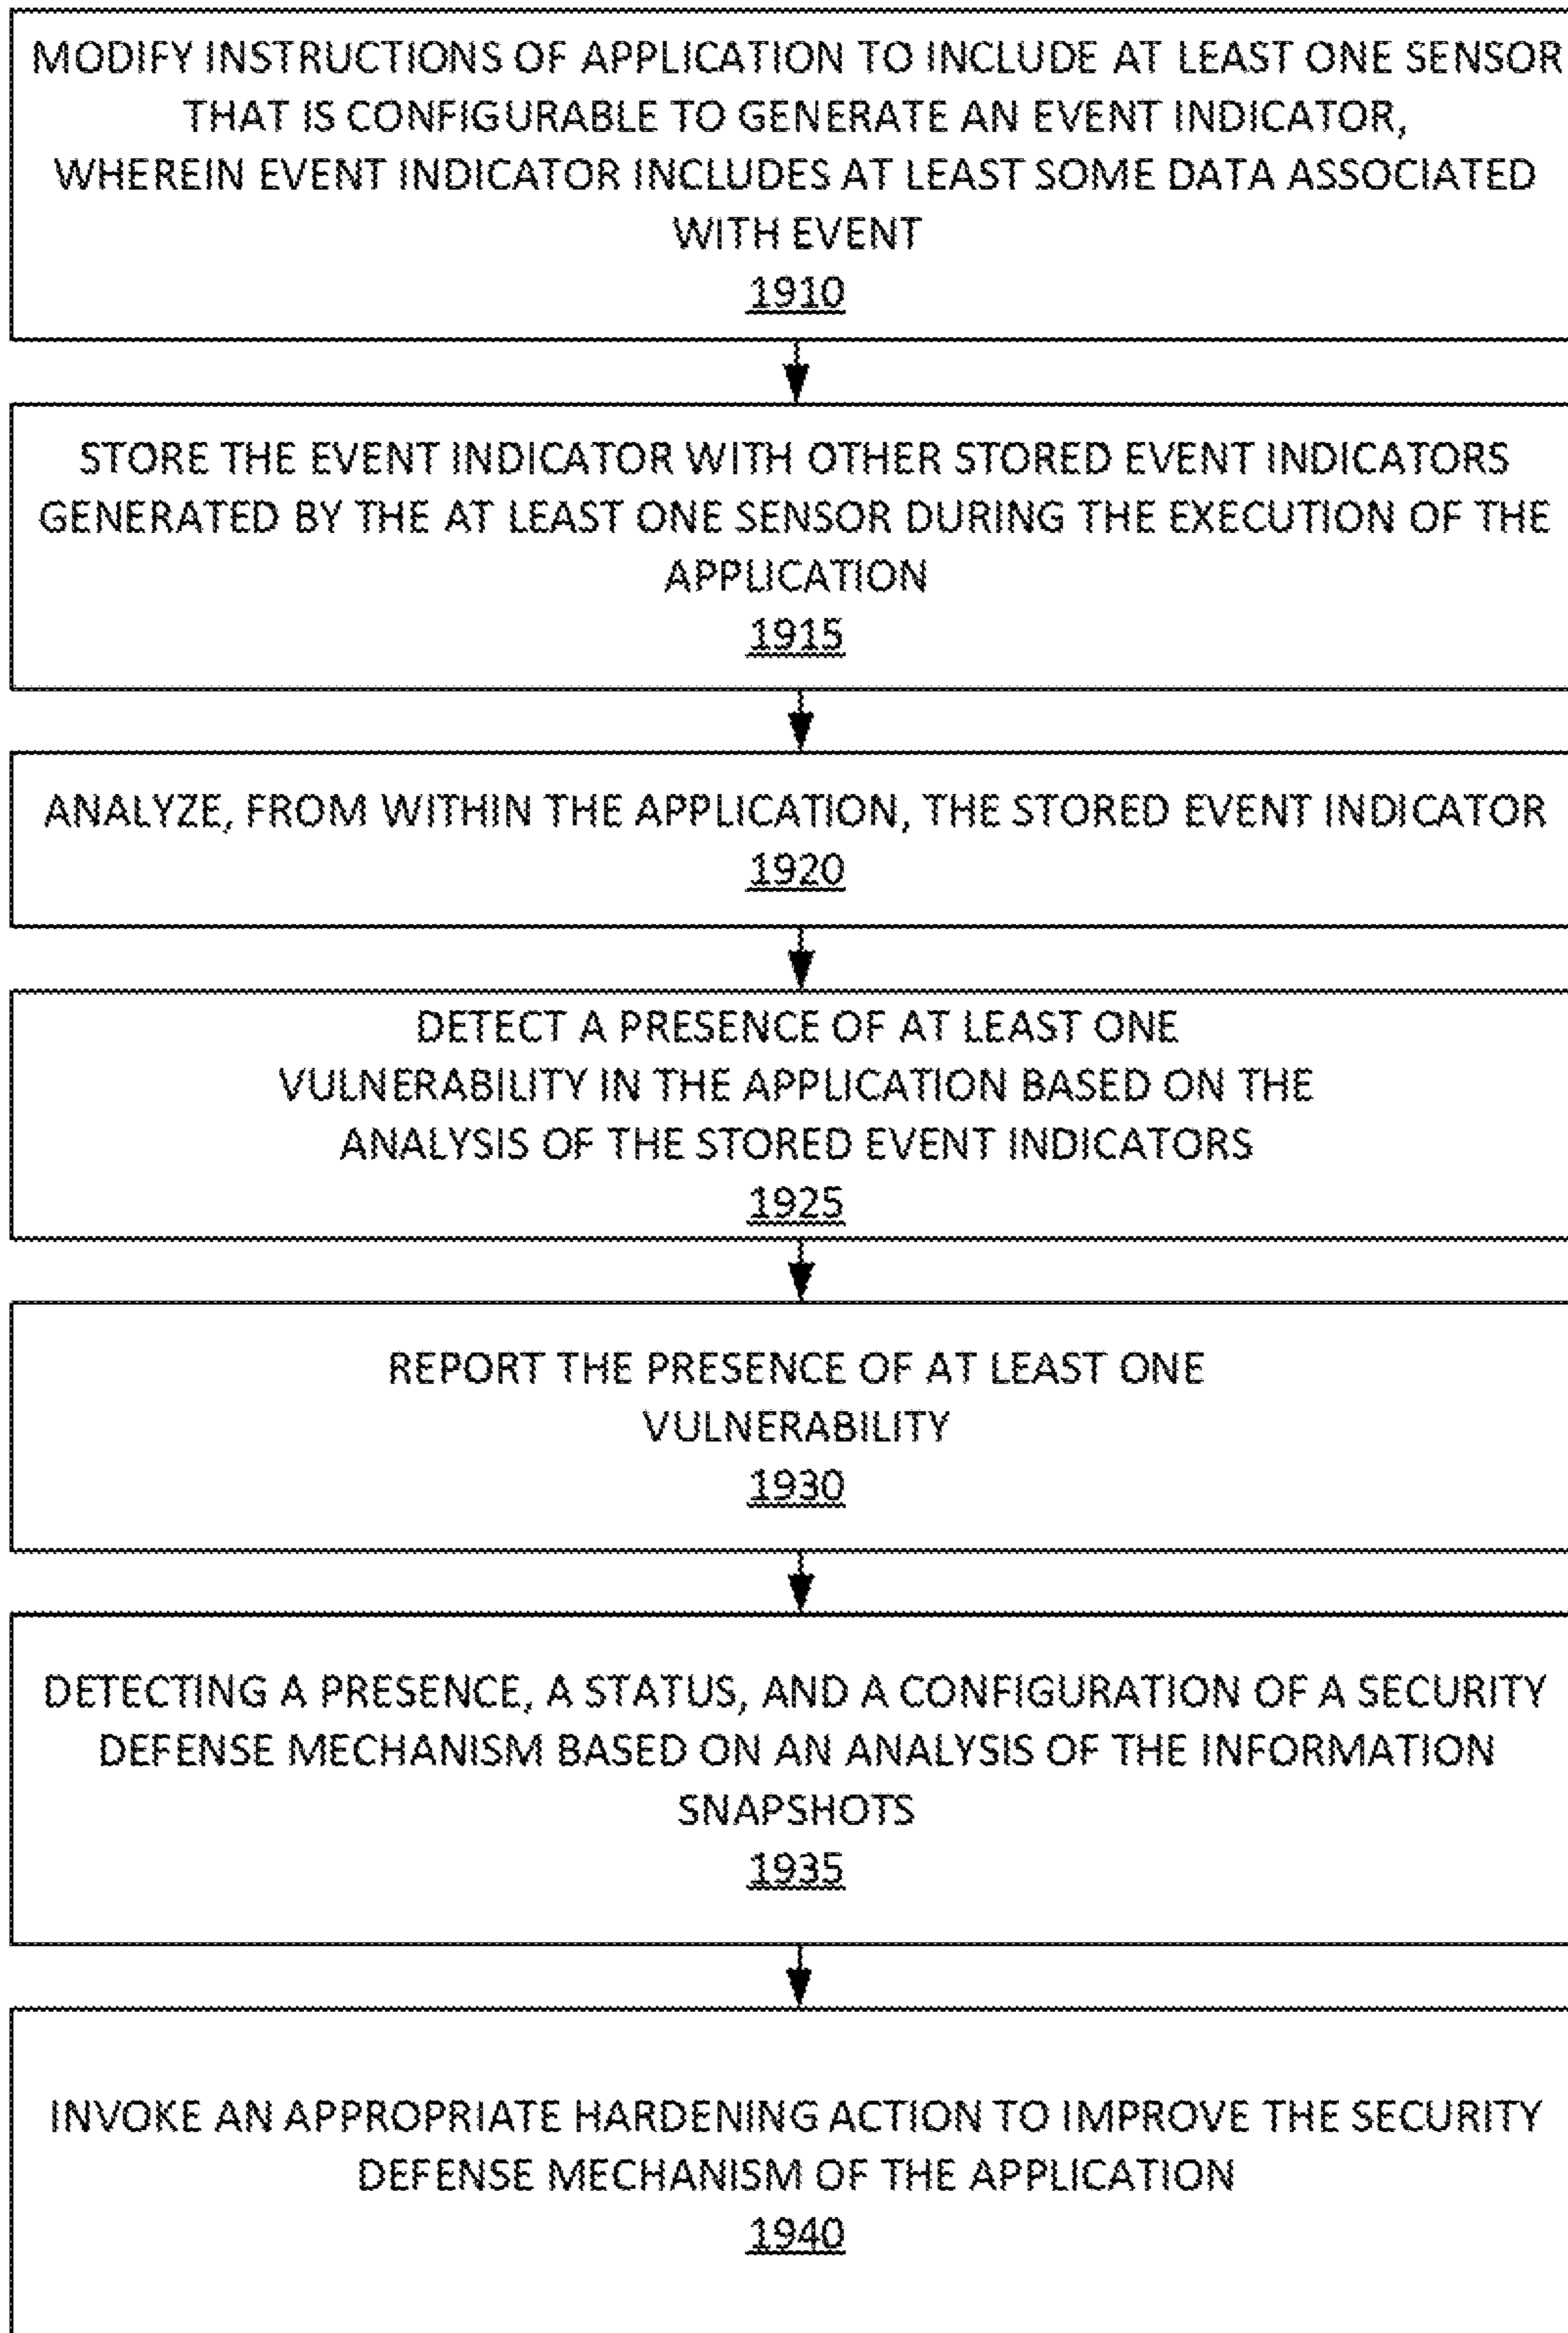 MODIFY INSTRUCTIONS OF APPLICATION TO INCLUDE AT LEAST ONE SENSOR
THAT IS CONFIGURABLE TO GENERATE AN EVENT INDICATOR,
WHEREIN EVENT INDICATOR INCLUDES AT LEAST SOME DATA ASSOCIATED
WITH EVENT
1910
STORE THE EVENT INDICATOR WITH OTHER STORED EVENT INDICATORS
GENERATED BY THE AT LEAST ONE SENSOR DURING THE EXECUTION OF THE
APPLICATION
1915
ANALYZE, FROM WITHIN THE APPLICATION, THE STORED EVENT INDICATOR
1920
DETECT A PRESENCE OF AT LEAST ONE
VULNERABILITY IN THE APPLICATION BASED ON THE
ANALYSIS OF THE STORED EVENT INDICATORS
1925
REPORT THE PRESENCE OF AT LEAST ONE
VULNERABILITY
1930
DETECTING A PRESENCE, A STATUS, AND A CONFIGURATION OF A SECURITY
DEFENSE MECHANISM BASED ON AN ANALYSIS OF THE INFORMATION
SNAPSHOTS
1935
INVOKE AN APPROPRIATE HARDENING ACTION TO IMPROVE THE SECURITY
DEFENSE MECHANISM OF THE APPLICATION
1940